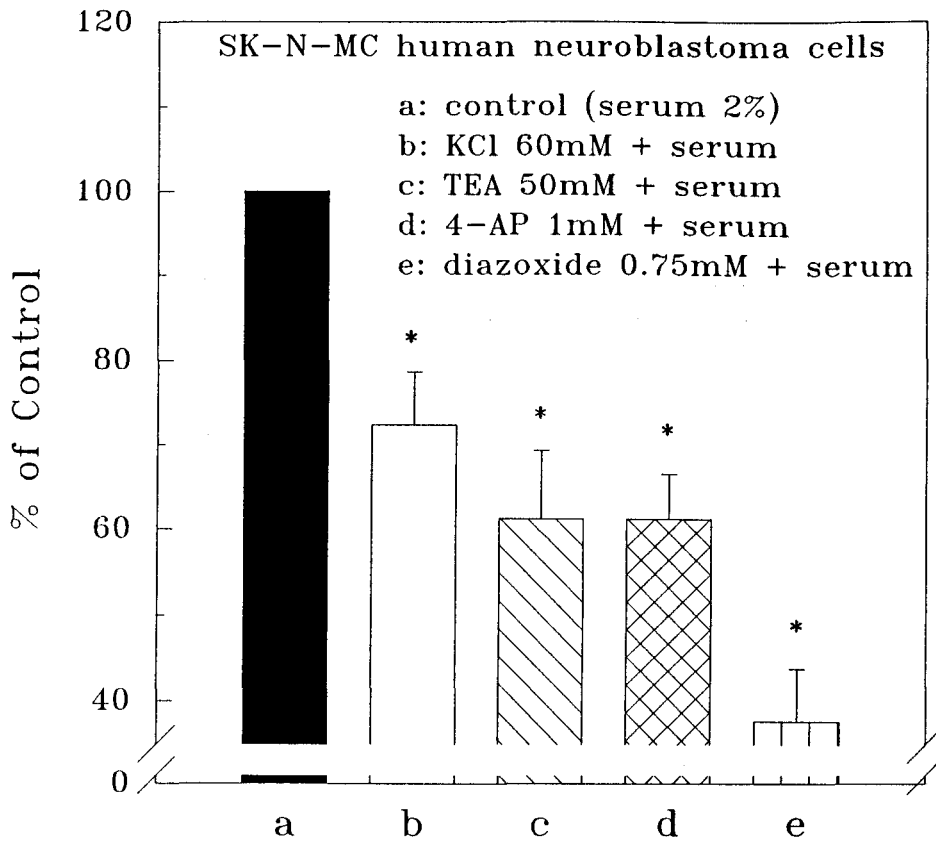 120
SK-N-MC human neuroblastoma cells
a: control (serum 2%)
b: KCl 60mM + serum
c: TEA 50mM + serum
d: 4-AP 1mM + serum
e: diazoxide 0.75mM + serum
100
80
60
40
0
% of Control
*
*
*
*
a b c d e